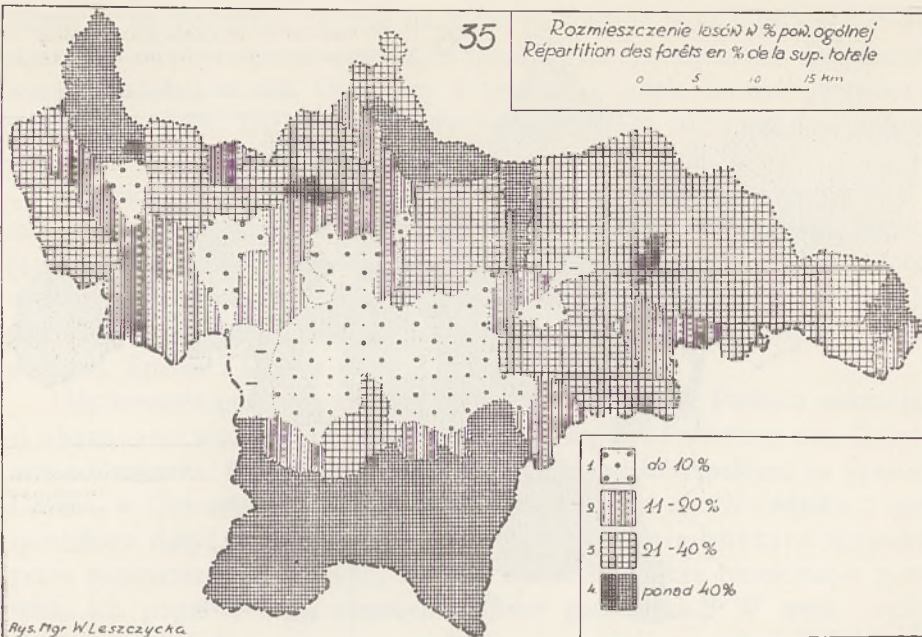 35
Rozmieszczenie lasów w % pow. ogólnej
Répartition des forêts en % de la sup. totale
0 5 10 15 Km
1 do 10%
2 11-20%
3 21-40%
4 ponad 40%
Rys. Mgr W Leszczycka